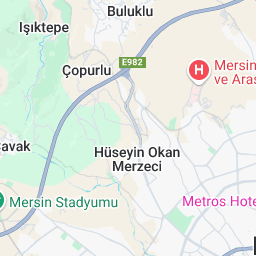 Buluklu
Işıktepe
E982
Çopurlu
H
Mersin
ve Aras
avak
Hüseyin Okan
Merzeci
Mersin Stadyumu
Metros Hote